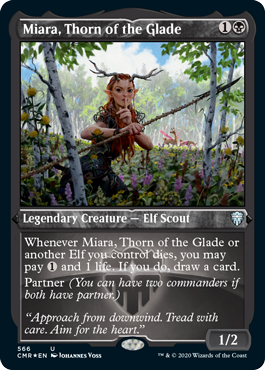 Miara, Thorn of the Glade 1
Legendary Creature — Elf Scout
Whenever Miara, Thorn of the Glade or
another Elf you control dies, you may
pay 1 and 1 life. If you do, draw a card.
Partner (You can have two commanders if
both have partner.)
"Approach from downwind. Tread with
care. Aim for the heart."
1/2
566 U
CMR ★ EN Johannes Voss ™ & © 2020 Wizards of the Coast